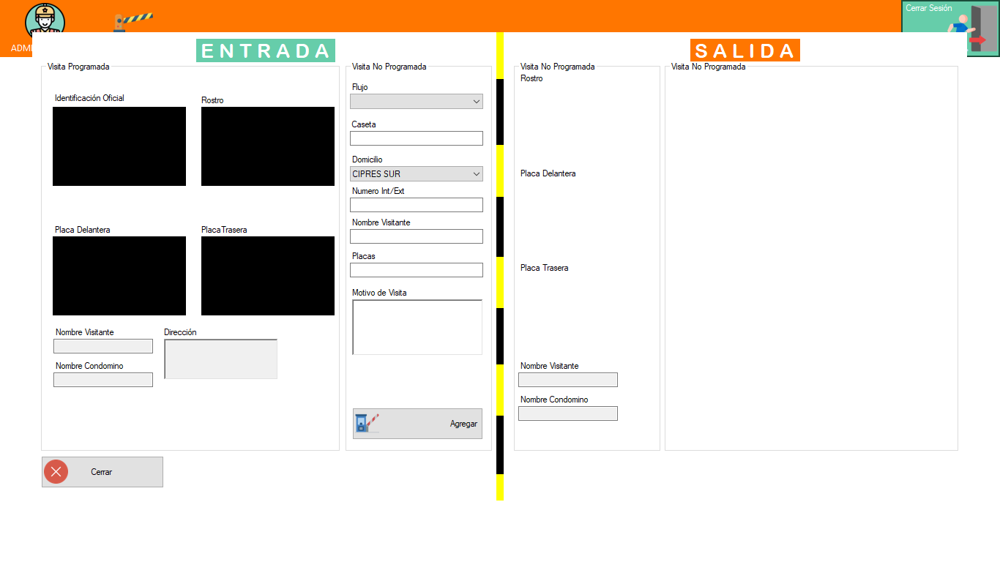 Cerrar Sesión
ADM
ENTRADA
SALIDA
Visita Programada
Identificación Oficial
Rostro
Placa Delantera
PlacaTrasera
Nombre Visitante
Dirección
Nombre Condomino
Visita No Programada
Flujo
Caseta
Domicilio
CIPRES SUR
Numero Int/Ext
Nombre Visitante
Placas
Motivo de Visita
Agregar
Visita No Programada
Rostro
Placa Delantera
Placa Trasera
Nombre Visitante
Nombre Condomino
Visita No Programada
Cerrar